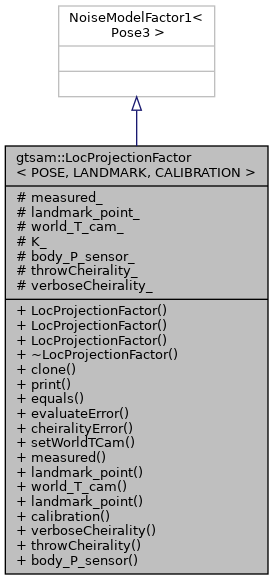 NoiseModelFactor1<
Pose3 >
gtsam::LocProjectionFactor
< POSE, LANDMARK, CALIBRATION >
# measured_
# landmark_point_
# world_T_cam_
# K_
# body_P_sensor_
# throwCheirality_
# verboseCheirality_
+ LocProjectionFactor()
+ LocProjectionFactor()
+ LocProjectionFactor()
+ ~LocProjectionFactor()
+ clone()
+ print()
+ equals()
+ evaluateError()
+ cheiralityError()
+ setWorldTCam()
+ measured()
+ landmark_point()
+ world_T_cam()
+ landmark_point()
+ calibration()
+ verboseCheirality()
+ throwCheirality()
+ body_P_sensor()